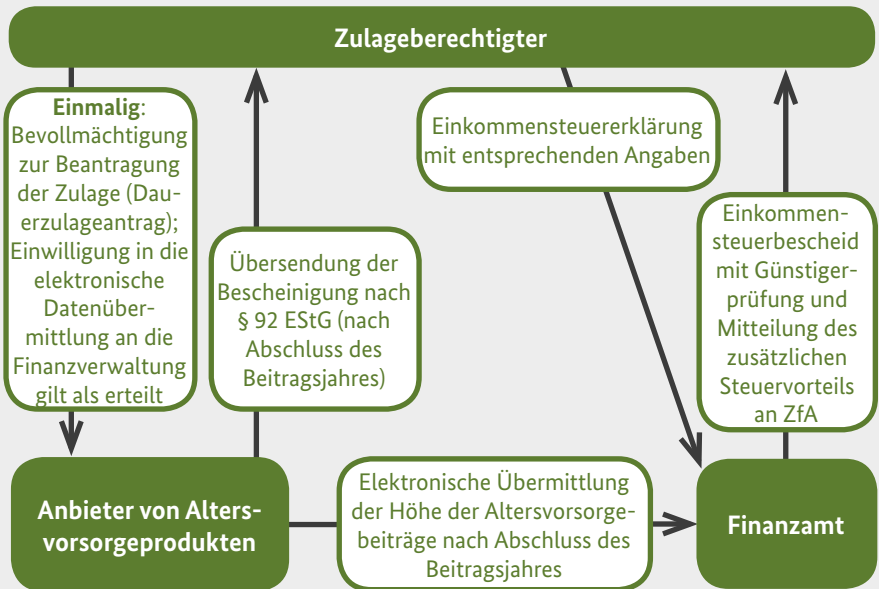 Zulageberechtigter
Einmalig:
Bevollmächtigung
zur Beantragung
der Zulage (Dau-
erzulageantrag);
Einwilligung in die
elektronische
Datenüber-
mittlung an die
Finanzverwaltung
gilt als erteilt
Übersendung der
Bescheinigung nach
§ 92 EStG (nach
Abschluss des
Beitragsjahres)
Einkommensteuererklärung
mit entsprechenden Angaben
Einkommen-
steuerbescheid
mit Günstiger-
prüfung und
Mitteilung des
zusätzlichen
Steuervorteils
an ZfA
Anbieter von Alters-
vorsorgeprodukten
Elektronische Übermittlung
der Höhe der Altersvorsorge-
beiträge nach Abschluss des
Beitragsjahres
Finanzamt